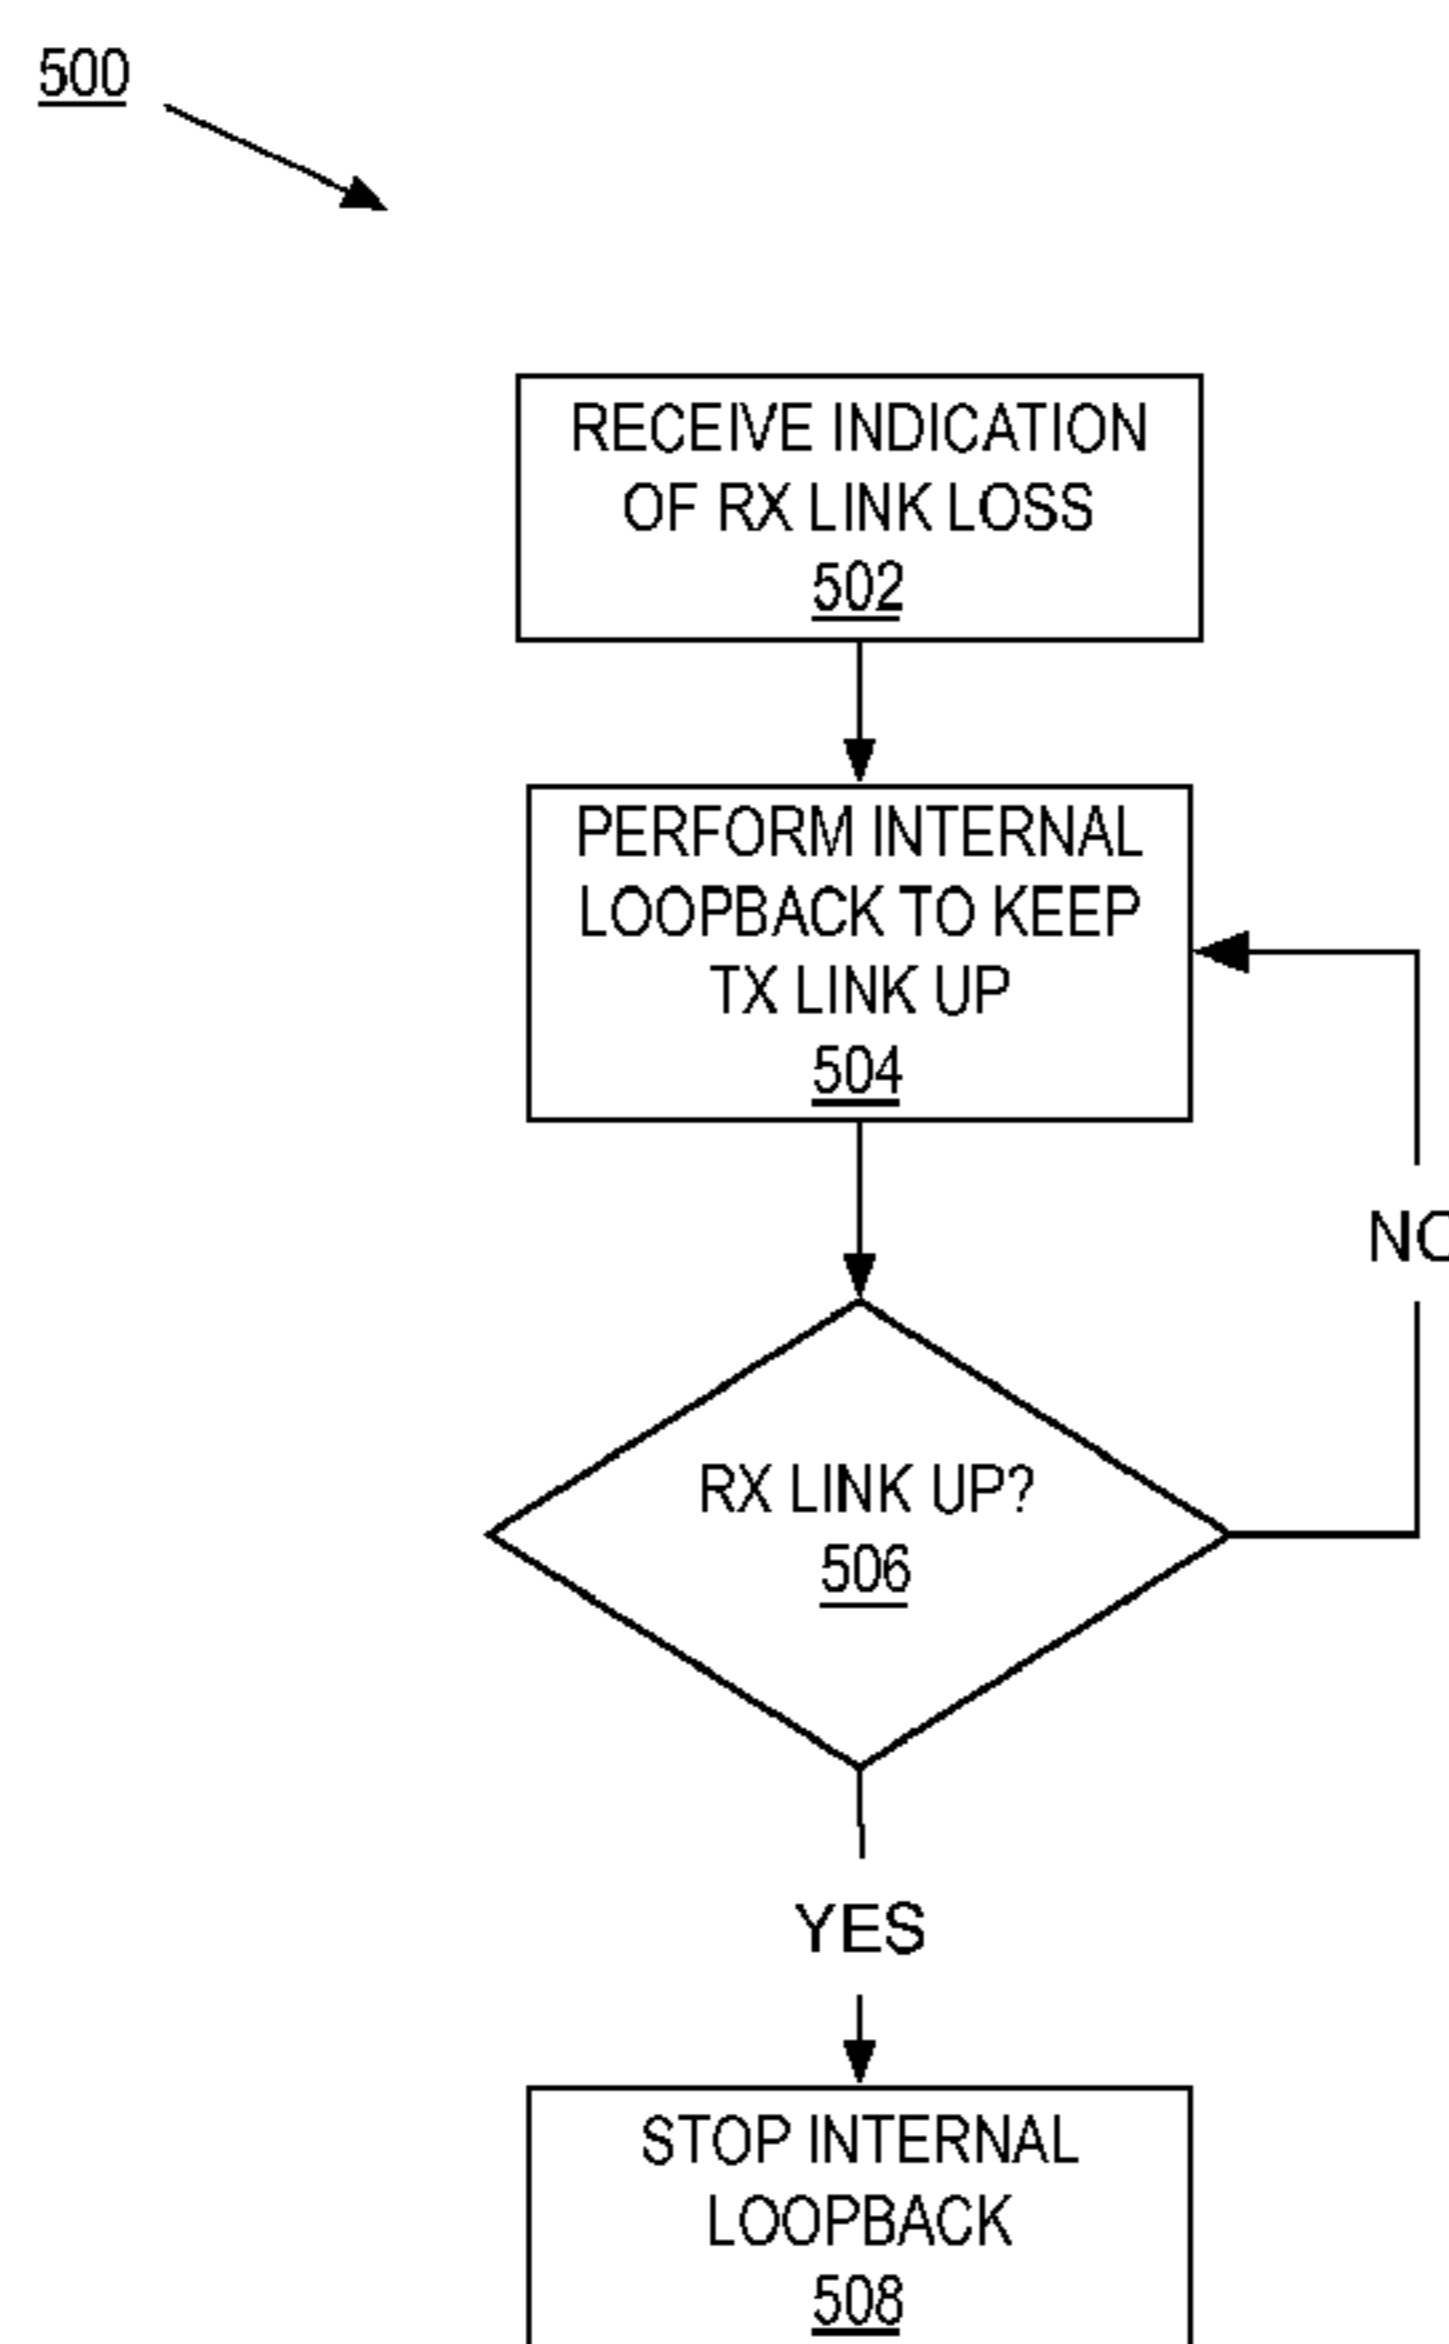 500
RECEIVE INDICATION
OF RX LINK LOSS
502
PERFORM INTERNAL
LOOPBACK TO KEEP
TX LINK UP
504
NO
RX LINK UP?
506
YES
STOP INTERNAL
LOOPBACK
508